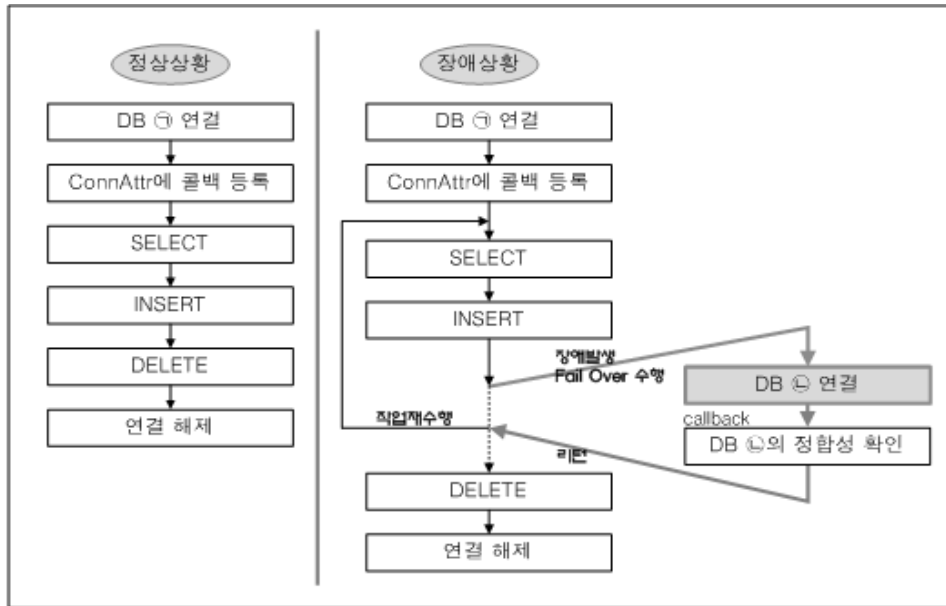 정상상황
DB ㉠ 연결
ConnAttr에 콜백 등록
SELECT
INSERT
DELETE
연결 해제
장애상황
DB ㉠ 연결
ConnAttr에 콜백 등록
SELECT
INSERT
장애발생
Fail Over 수행
DB ㉡ 연결
callback
DB ㉡의 정합성 확인
리턴
작업재수행
DELETE
연결 해제